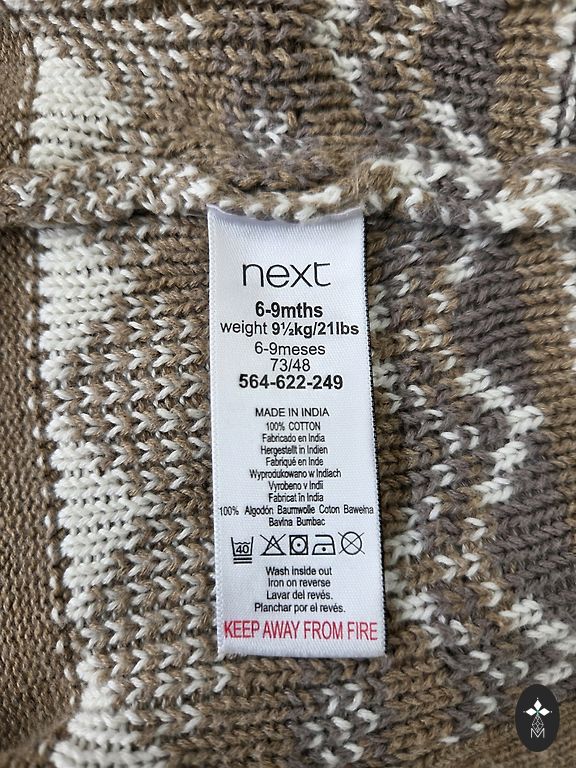 next
6-9mths
weight 9½kg/21lbs
6-9meses
73/48
564-622-249
MADE IN INDIA
100% COTTON
Fabricado en India
Hergestellt in Indien
Fabriqué en Inde
Wyprodukowano w Indiach
Vyrobeno v Indii
Fabricat în India
100% Algodón Baumwolle Coton Bawełna
Bavlna Bumbac
40
Wash inside out
Iron on reverse
Lavar del revés.
Planchar por el revés.
KEEP AWAY FROM FIRE
M